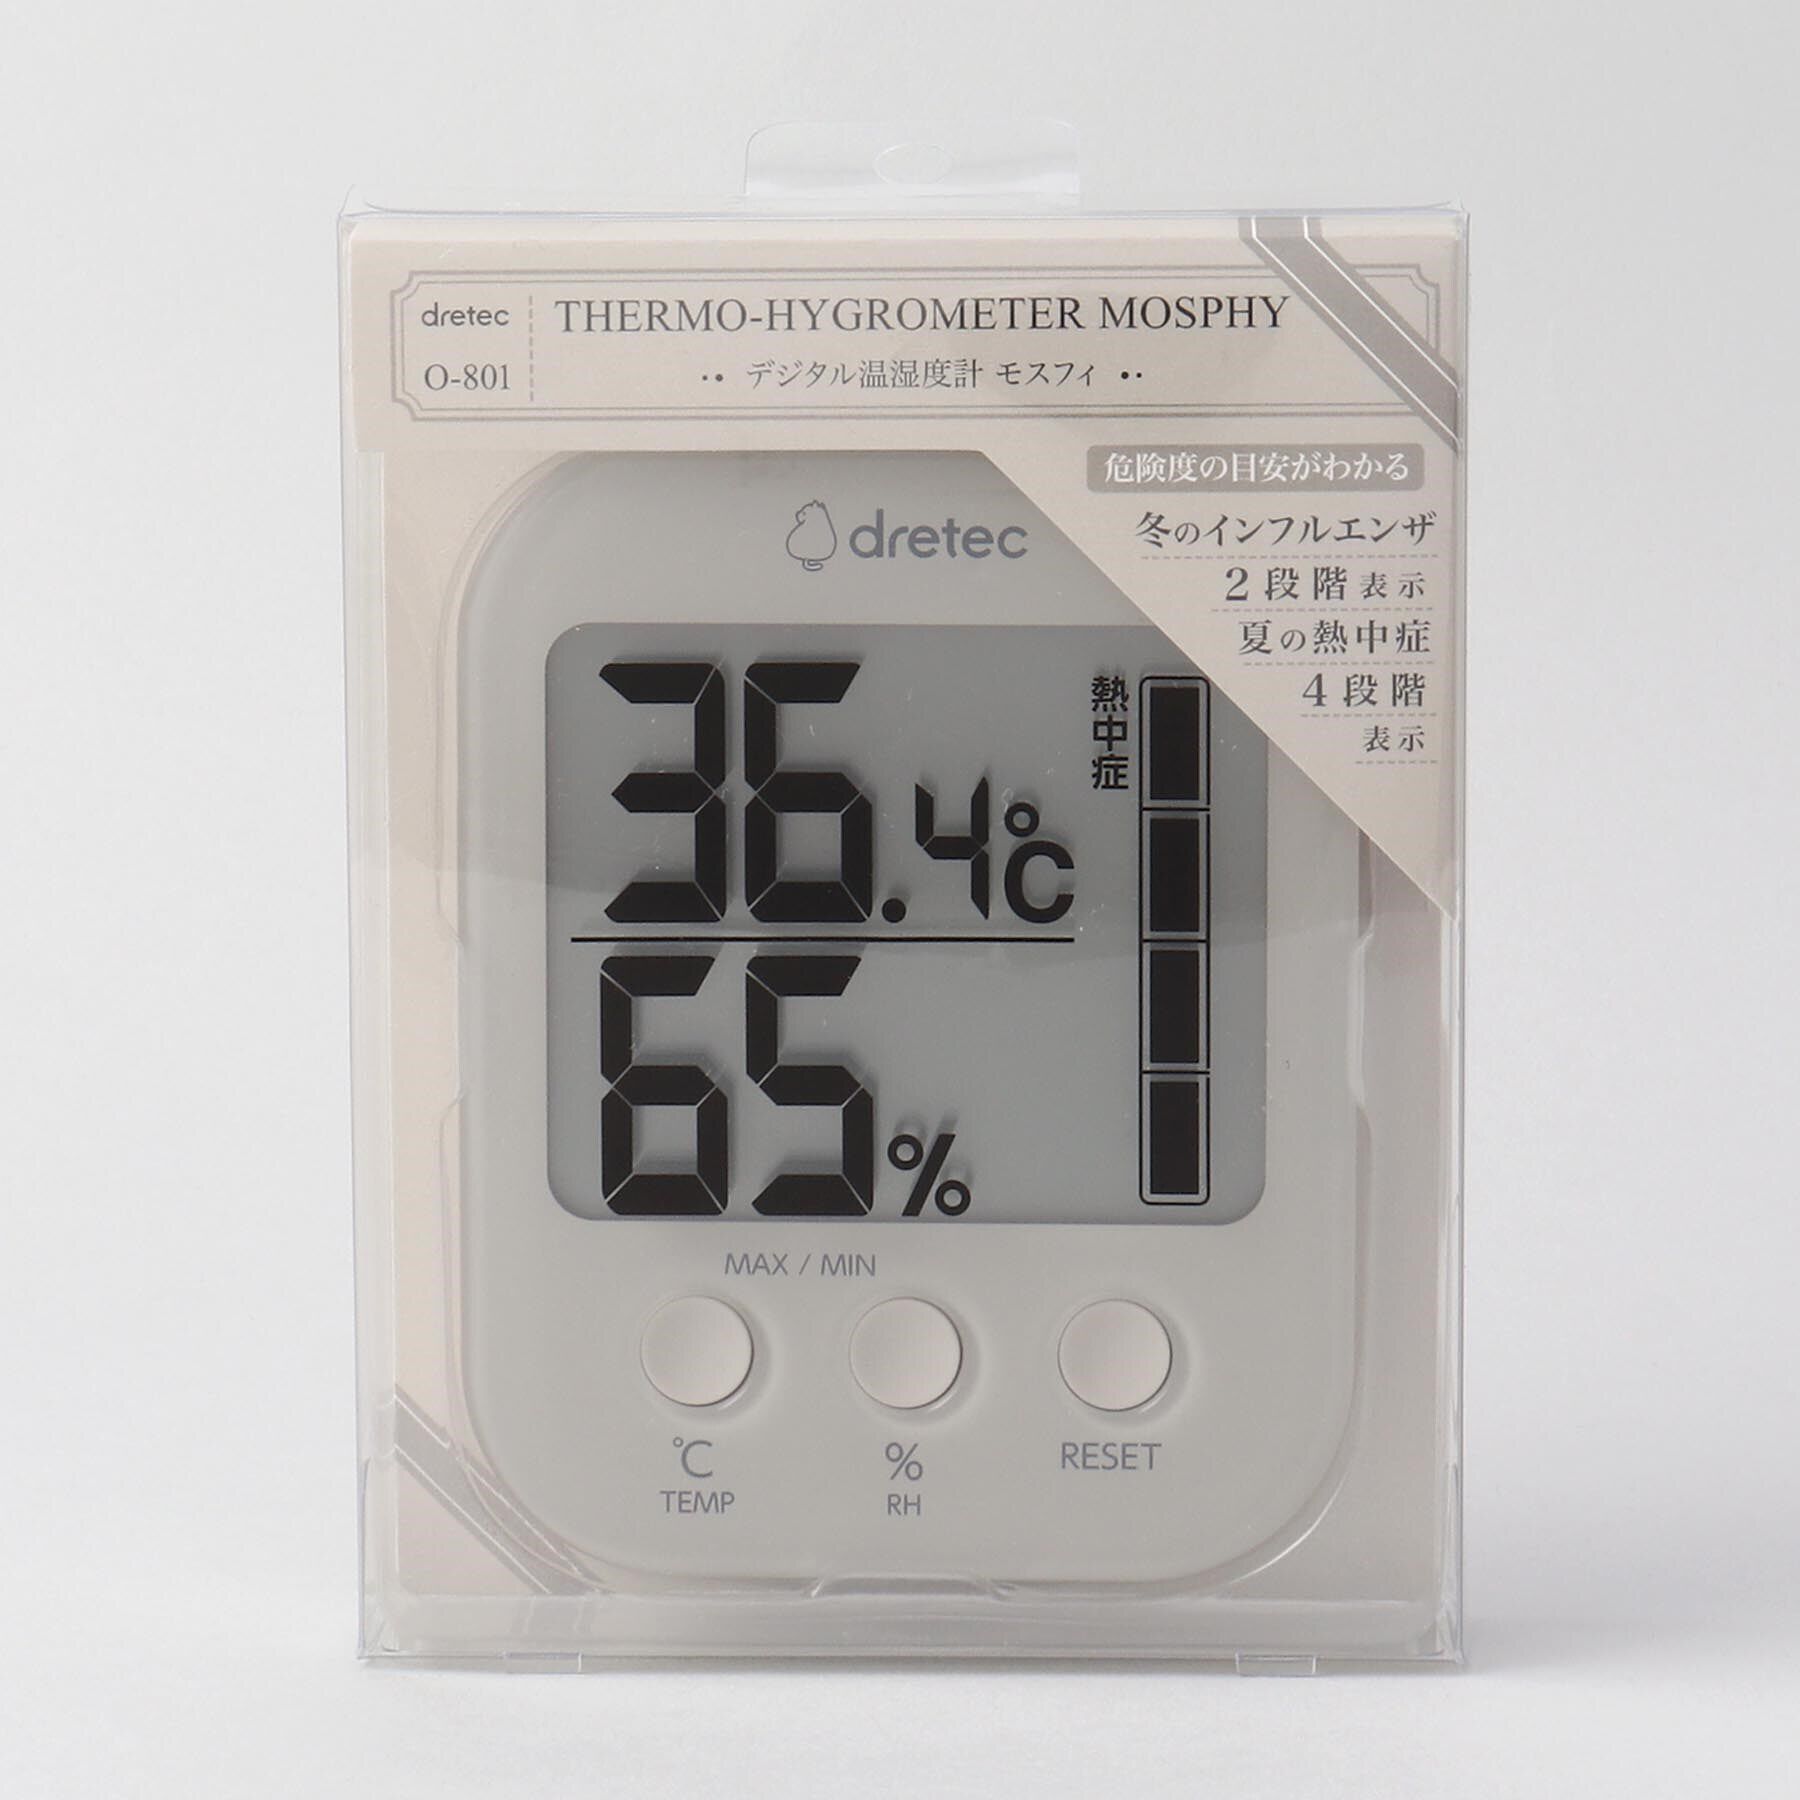 dretec
O-801
THERMO-HYGROMETER MOSPHY
デジタル温湿度計 モスフィ
危険度の目安がわかる
冬のインフルエンザ
2段階表示
夏の熱中症
4段階
表示
dretec
36.4℃
熱中症
65%
MAX / MIN
℃
TEMP
%
RH
RESET